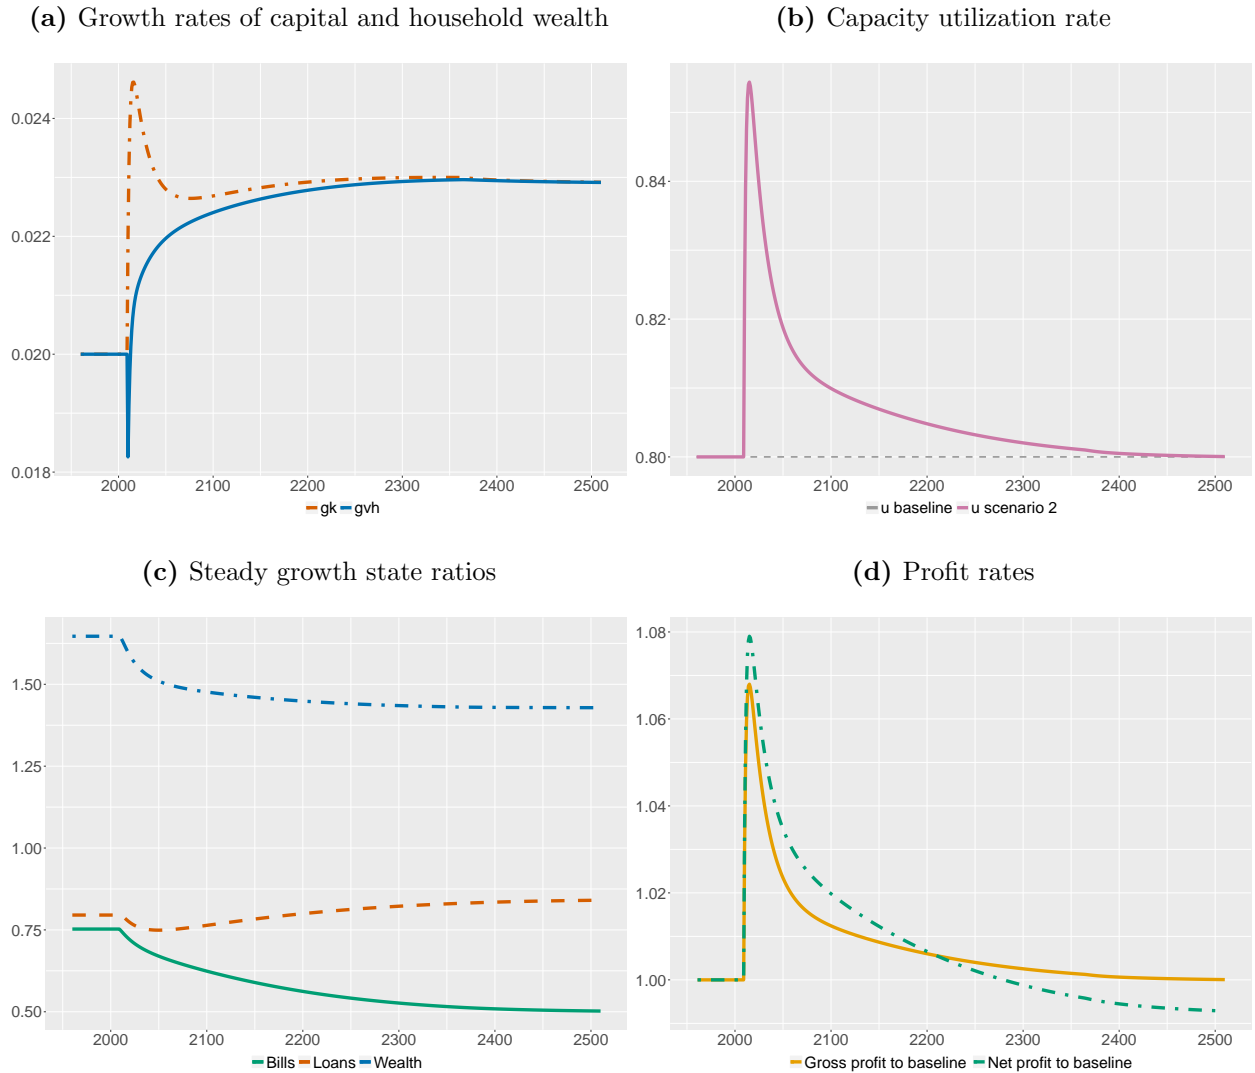 (a) Growth rates of capital and household wealth
0.024
0.022
0.020
0.018
2000 2100 2200 2300 2400 2500
gk gvh
(b) Capacity utilization rate
0.84
0.82
0.80
2000 2100 2200 2300 2400 2500
u baseline u scenario 2
(c) Steady growth state ratios
1.50
1.25
1.00
0.75
0.50
2000 2100 2200 2300 2400 2500
Bills Loans Wealth
(d) Profit rates
1.08
1.06
1.04
1.02
1.00
2000 2100 2200 2300 2400 2500
Gross profit to baseline Net profit to baseline